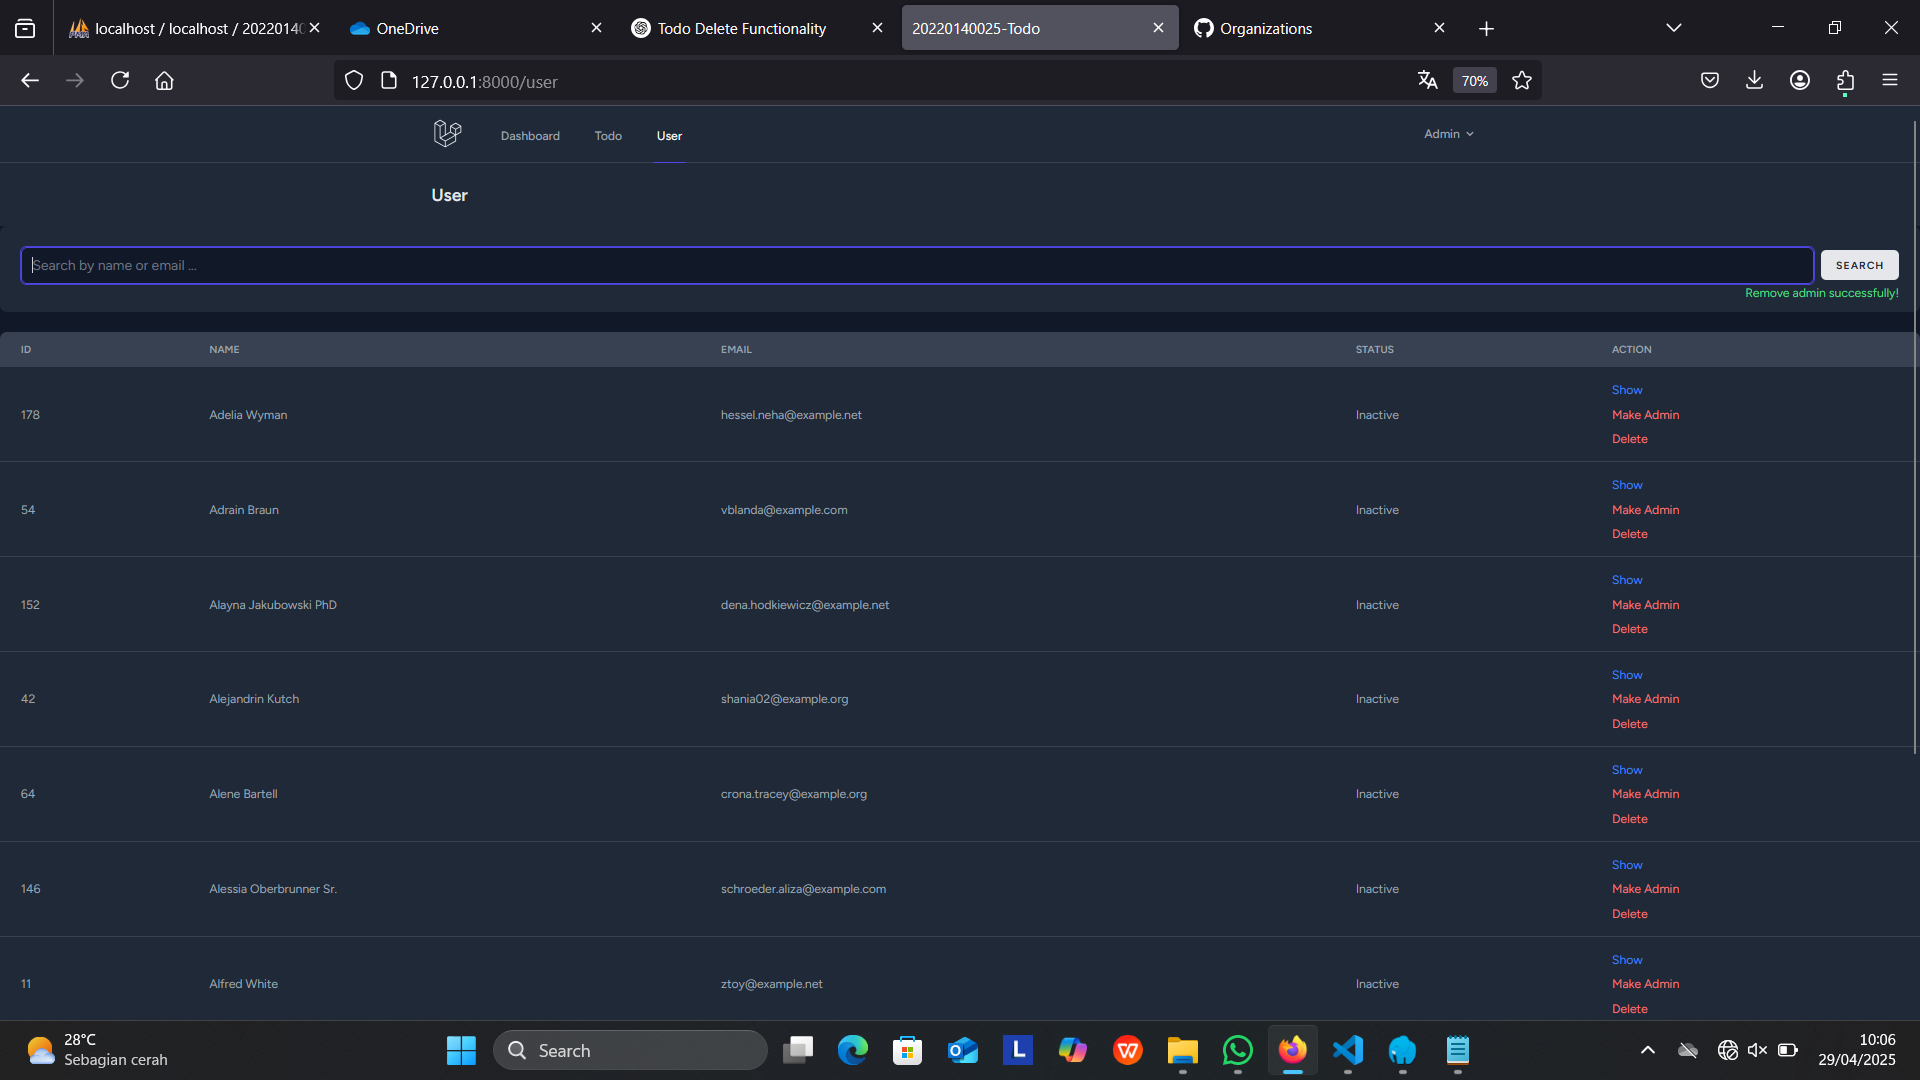 localhost / localhost / 2022014
OneDrive
Todo Delete Functionality
20220140025-Todo
Organizations
127.0.0.1:8000/user
70%
Dashboard
Todo
User
Admin
User
Search by name or email ...
SEARCH
Remove admin successfully!
ID NAME EMAIL STATUS ACTION
178 Adelia Wyman hessel.neha@example.net Inactive
Show
Make Admin
Delete
54 Adrain Braun vblanda@example.com Inactive
Show
Make Admin
Delete
152 Alayna Jakubowski PhD dena.hodkiewicz@example.net Inactive
Show
Make Admin
Delete
42 Alejandrin Kutch shania02@example.org Inactive
Show
Make Admin
Delete
64 Alene Bartell crona.tracey@example.org Inactive
Show
Make Admin
Delete
146 Alessia Oberbrunner Sr. schroeder.aliza@example.com Inactive
Show
Make Admin
Delete
11 Alfred White ztoy@example.net Inactive
Show
Make Admin
Delete
28°C
Sebagian cerah
Search
10:06
29/04/2025